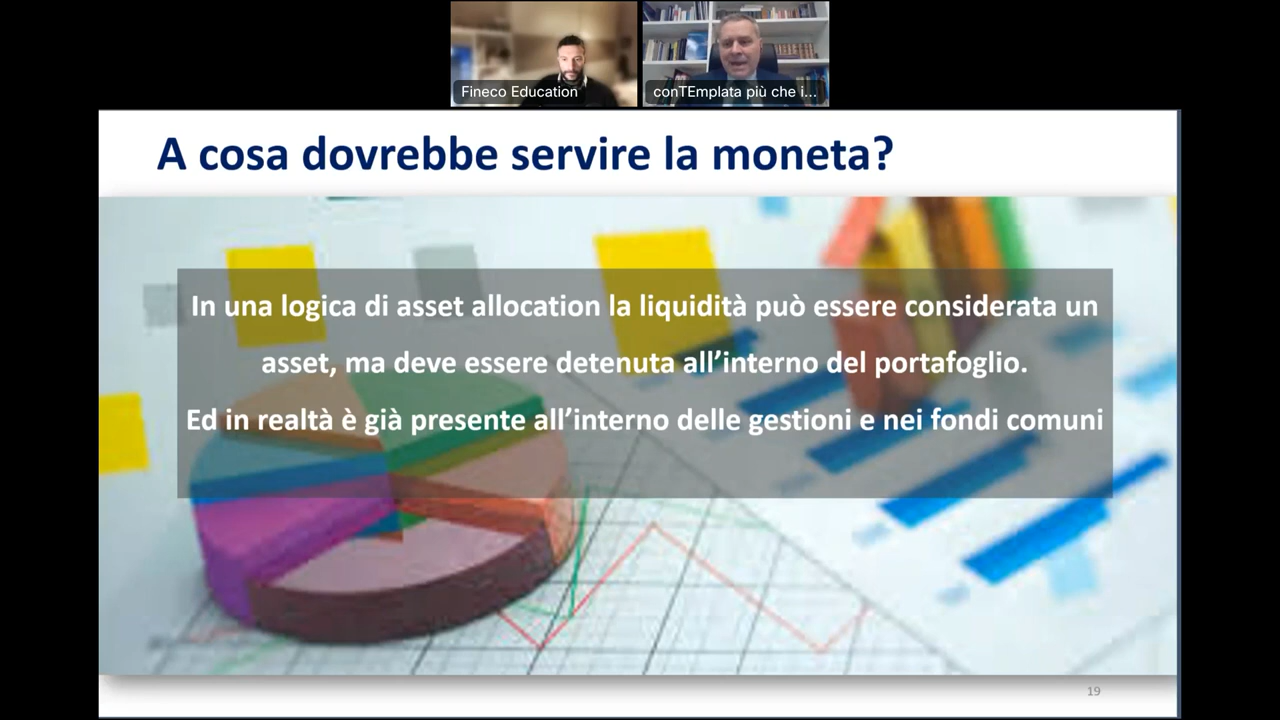 Fineco Education
conTEmplata più che i...
A cosa dovrebbe servire la moneta?
In una logica di asset allocation la liquidità può essere considerata un
asset, ma deve essere detenuta all’interno del portafoglio.
Ed in realtà è già presente all’interno delle gestioni e nei fondi comuni
19